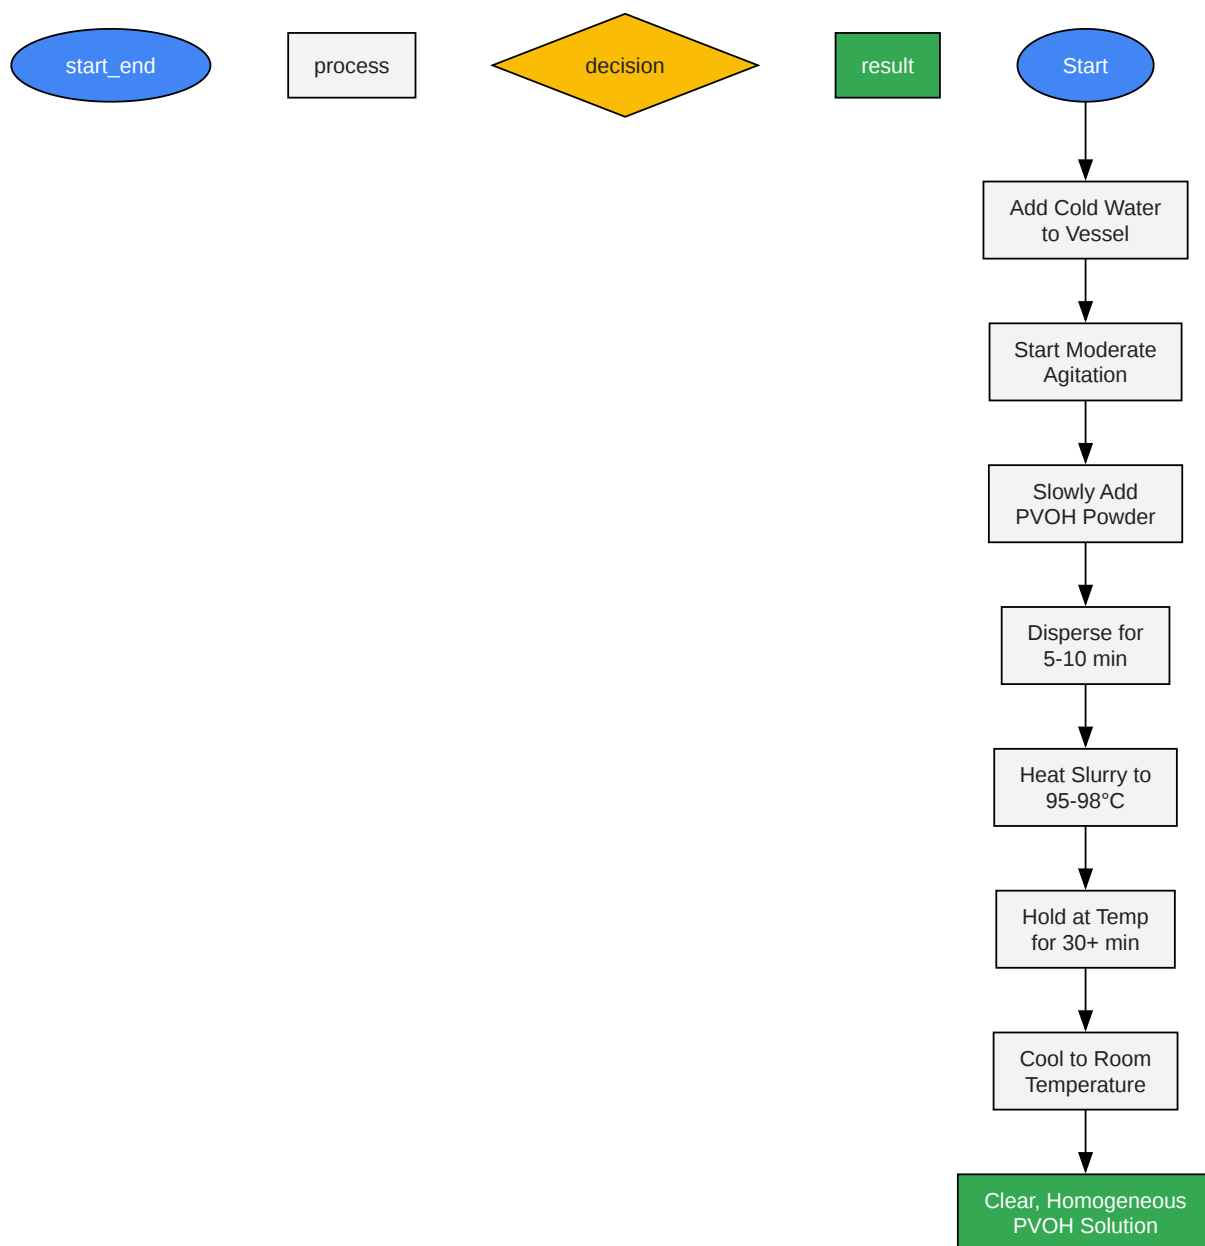 start_end
process
decision
result
Start
Add Cold Water
to Vessel
Start Moderate
Agitation
Slowly Add
PVOH Powder
Disperse for
5-10 min
Heat Slurry to
95-98°C
Hold at Temp
for 30+ min
Cool to Room
Temperature
Clear, Homogeneous
PVOH Solution